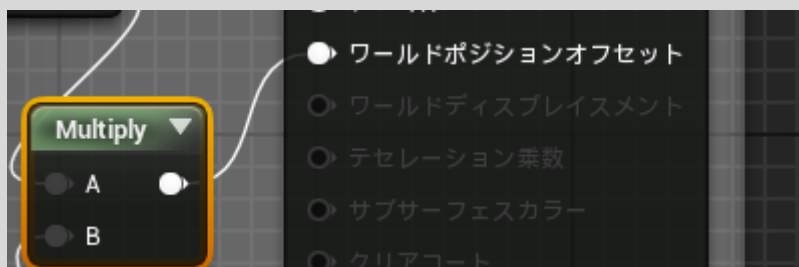 ワールドポジションオフセット
ワールドディスプレイスメント
Multiply
テセレーション乗数
A
サブサーフェスカラー
B
クリアコート